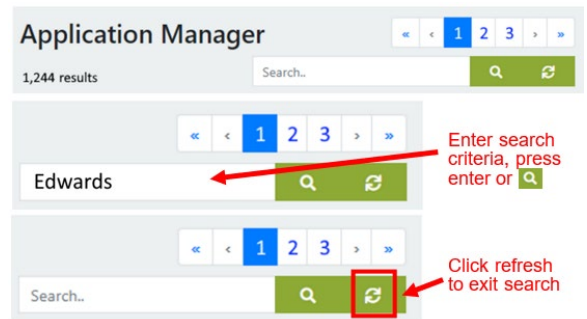 Application Manager
« ‹ 1 2 3 › »
1,244 results
Search..
« ‹ 1 2 3 › »
Edwards
Enter search
criteria, press
enter or
« ‹ 1 2 3 › »
Search..
Click refresh
to exit search